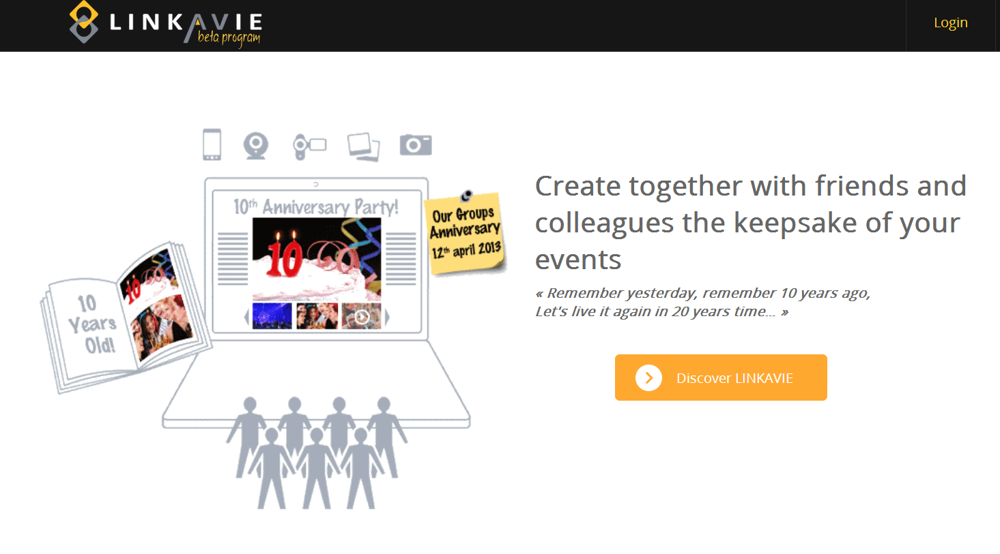 LINKAVIE
beta program
Login
10th Anniversary Party!
Our Groups
Anniversary
12th april 2013
10
10
Years
Old!
10
Create together with friends and
colleagues the keepsake of your
events
« Remember yesterday, remember 10 years ago,
Let's live it again in 20 years time... »
Discover LINKAVIE